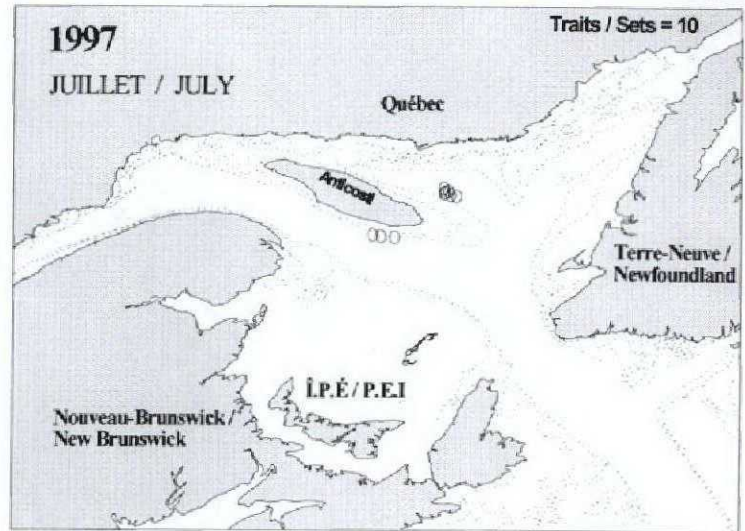 1997
Traits / Sets = 10
JUILLET / JULY
Québec
Anticosti
Terre-Neuve /
Newfoundland
Î.P.É / P.E.I
Nouveau-Brunswick /
New Brunswick